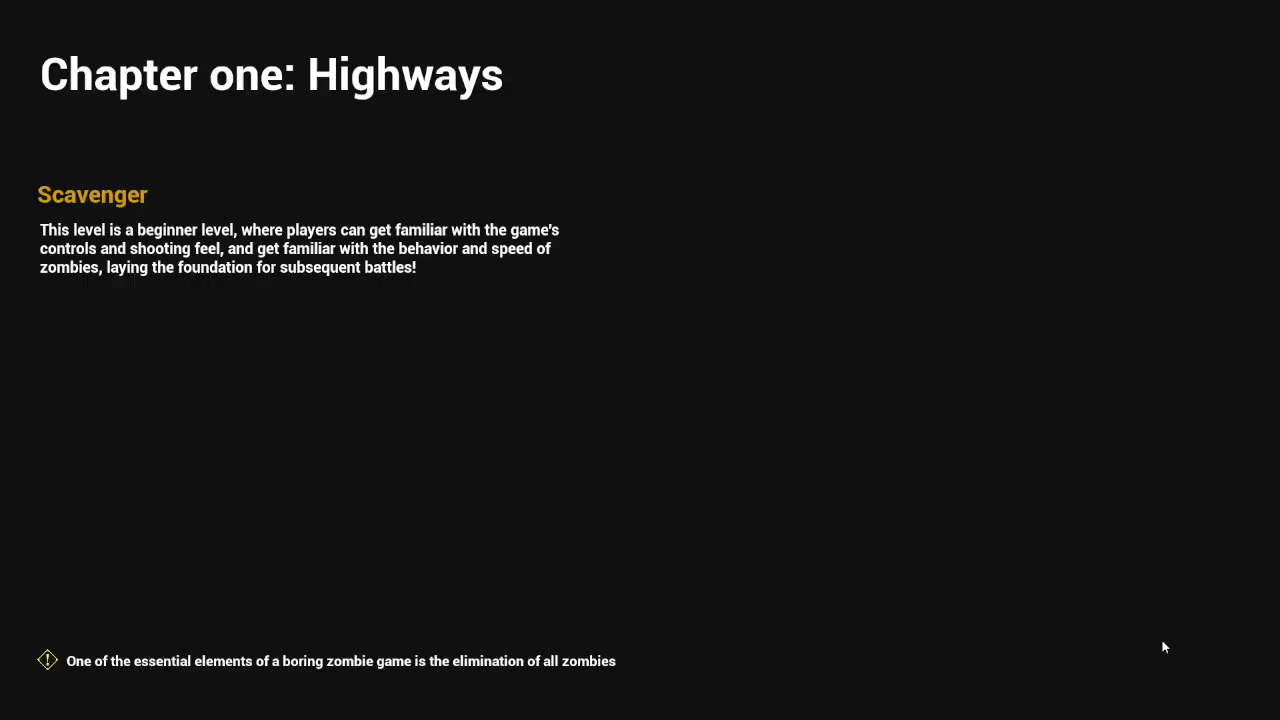 Chapter one: Highways
Scavenger
This level is a beginner level, where players can get familiar with the game's
controls and shooting feel, and get familiar with the behavior and speed of
zombies, laying the foundation for subsequent battles!
One of the essential elements of a boring zombie game is the elimination of all zombies